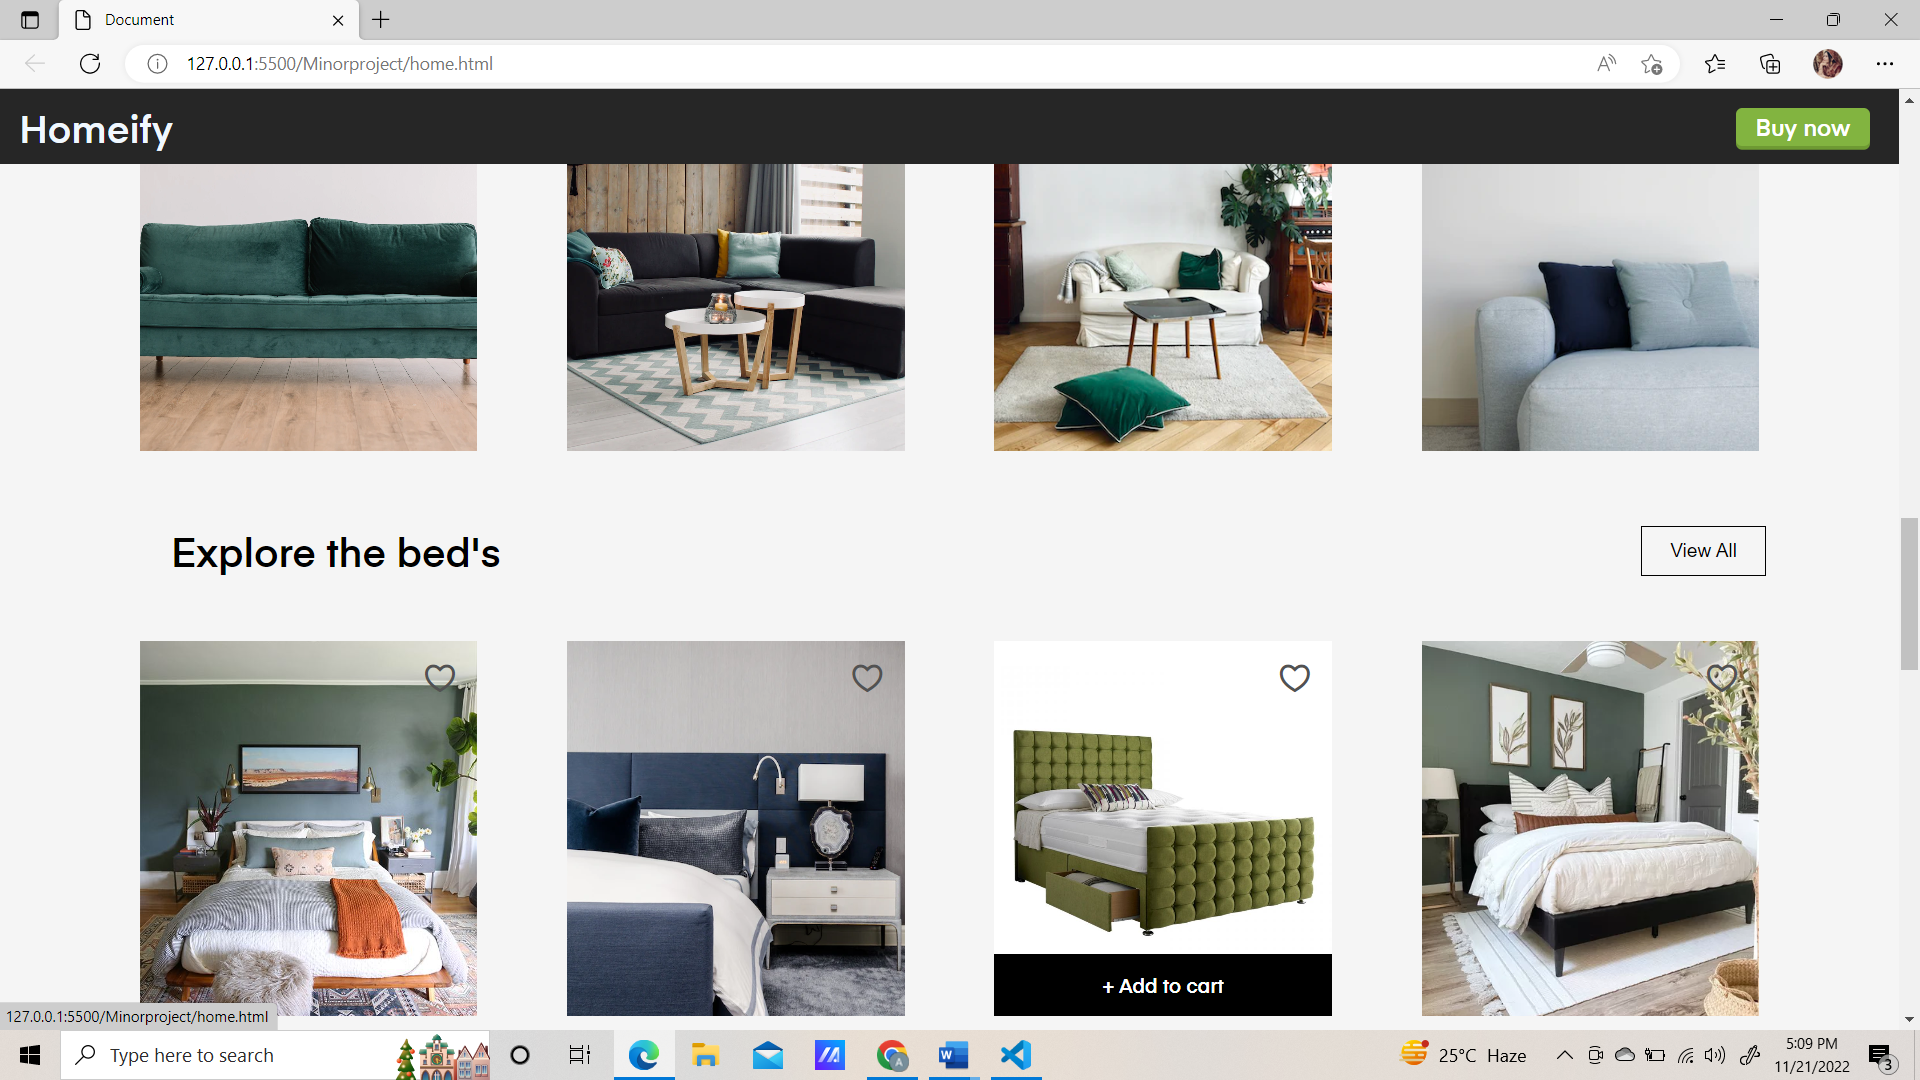 Document
127.0.0.1:5500/Minorproject/home.html
Homeify
Buy now
Explore the bed's
View All
+ Add to cart
127.0.0.1:5500/Minorproject/home.html
Type here to search
25°C Haze
5:09 PM
11/21/2022
3